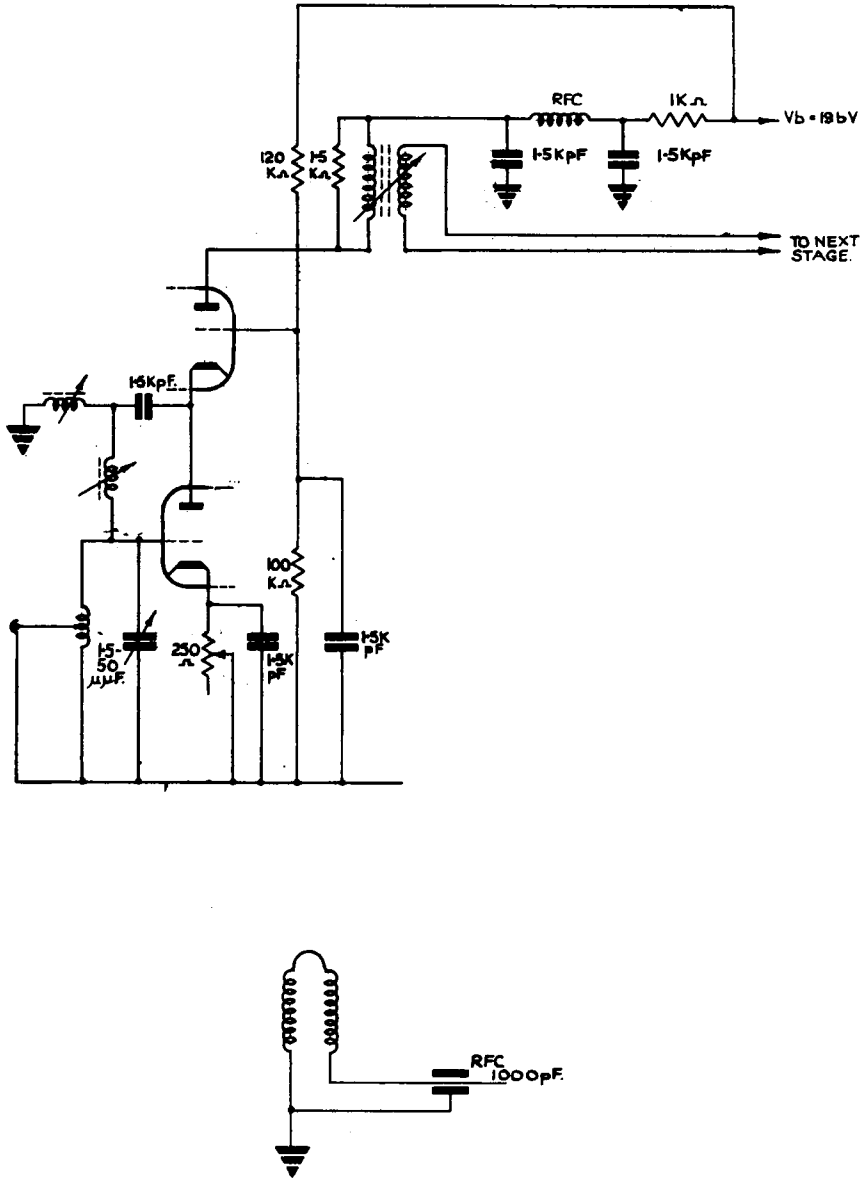 RFC
1K Ω
Vb = 196V
120 KΩ
1·5 KΩ
1·5KpF
1·5KpF
TO NEXT
STAGE.
1·5KpF.
100
KΩ
1·5-
50
μμF.
250
Ω
1·5K
pF
1·5K
pF
RFC
1000pF.